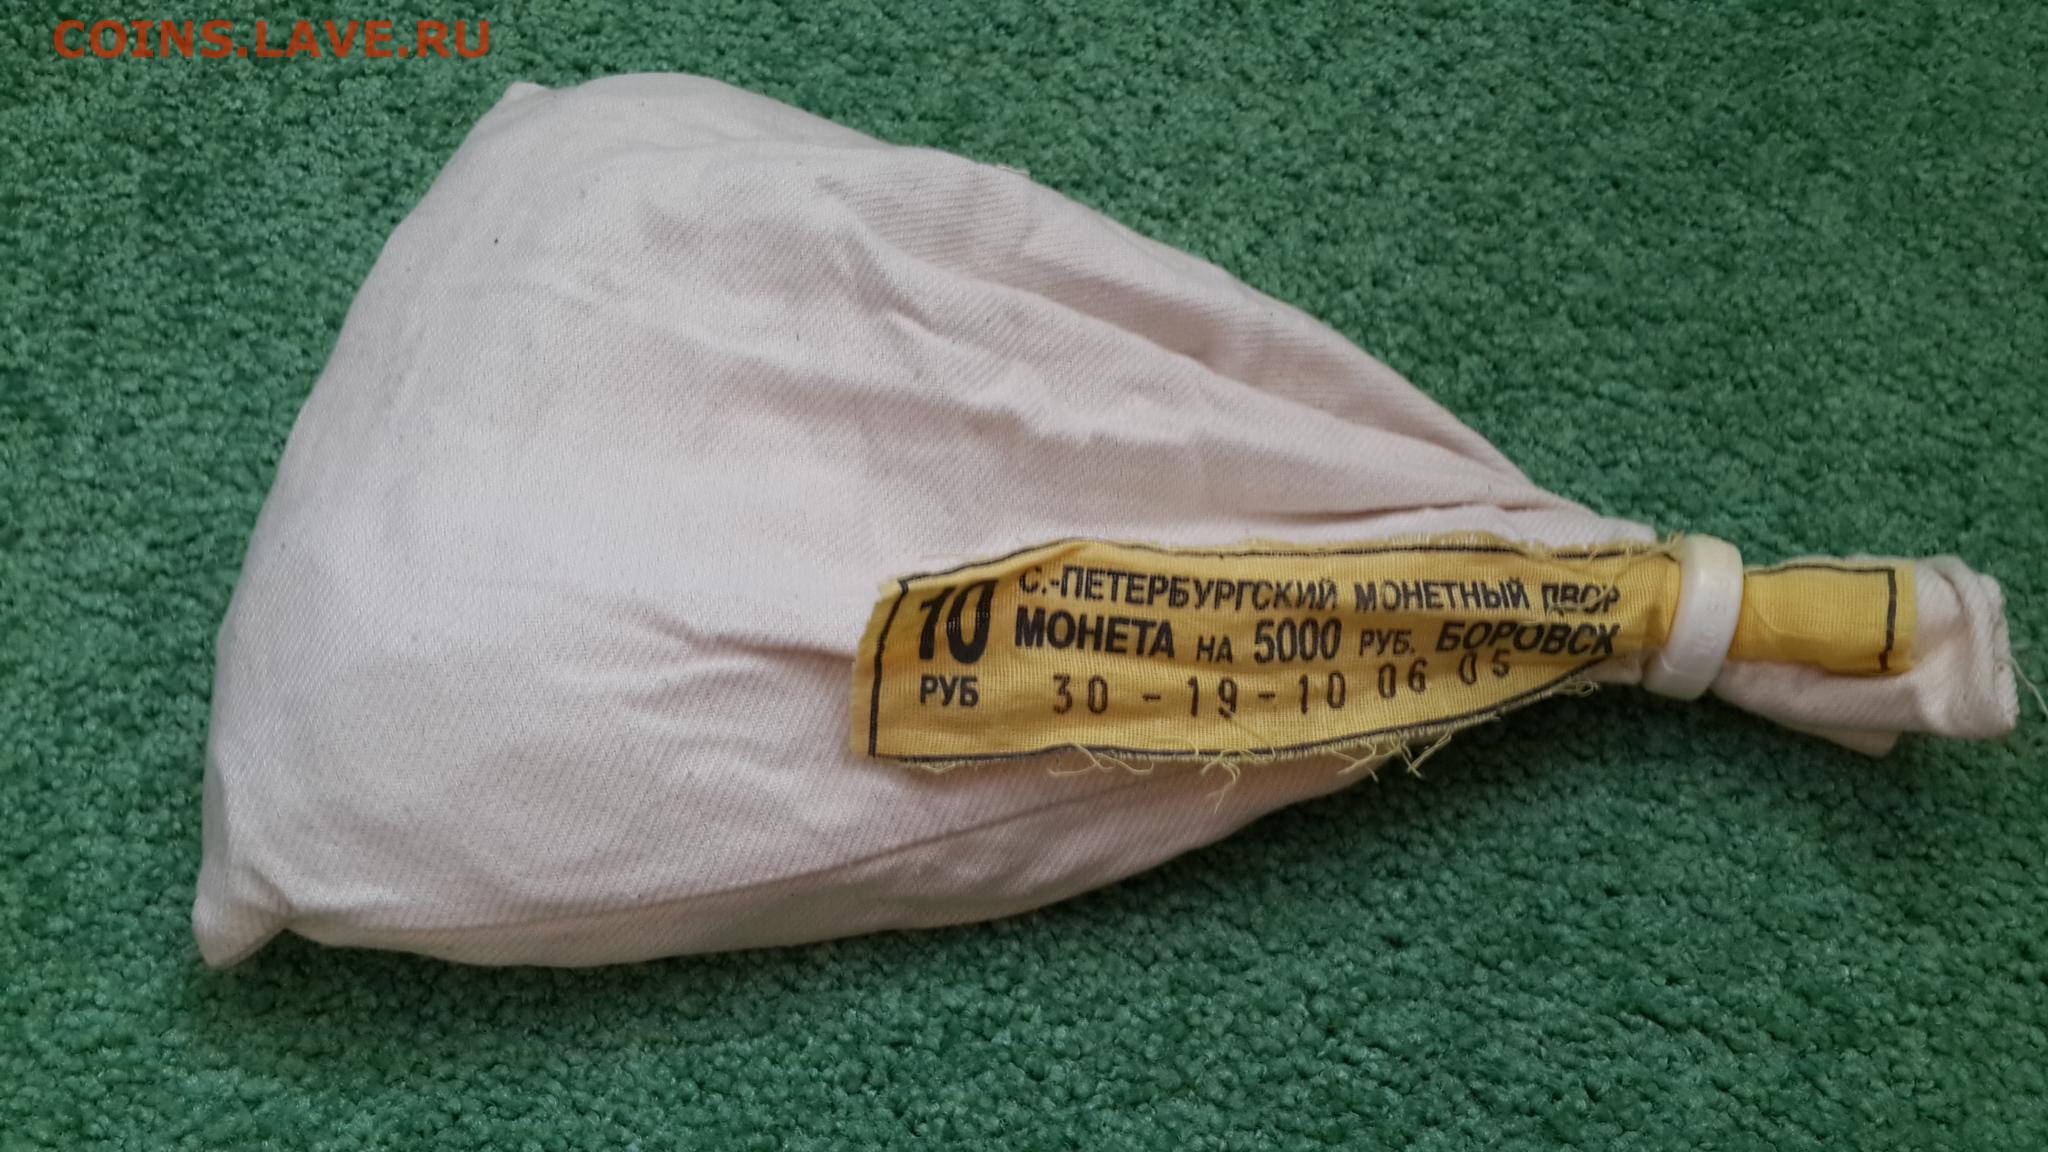 COINS.LAVE.RU
10
РУБ
С.-ПЕТЕРБУРГСКИЙ МОНЕТНЫЙ ДВОР
МОНЕТА НА 5000 РУБ. БОРОВСК
30 - 19 - 10 06 05